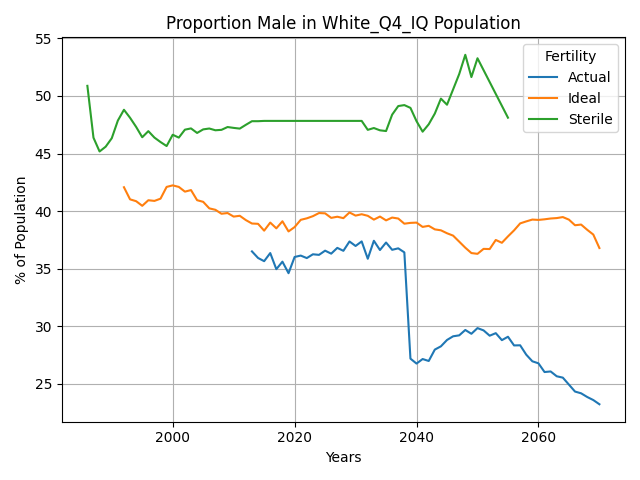 Proportion Male in White_Q4_IQ Population
% of Population
55
50
45
40
35
30
25
2000
2020
2040
2060
Years
Fertility
Actual
Ideal
Sterile